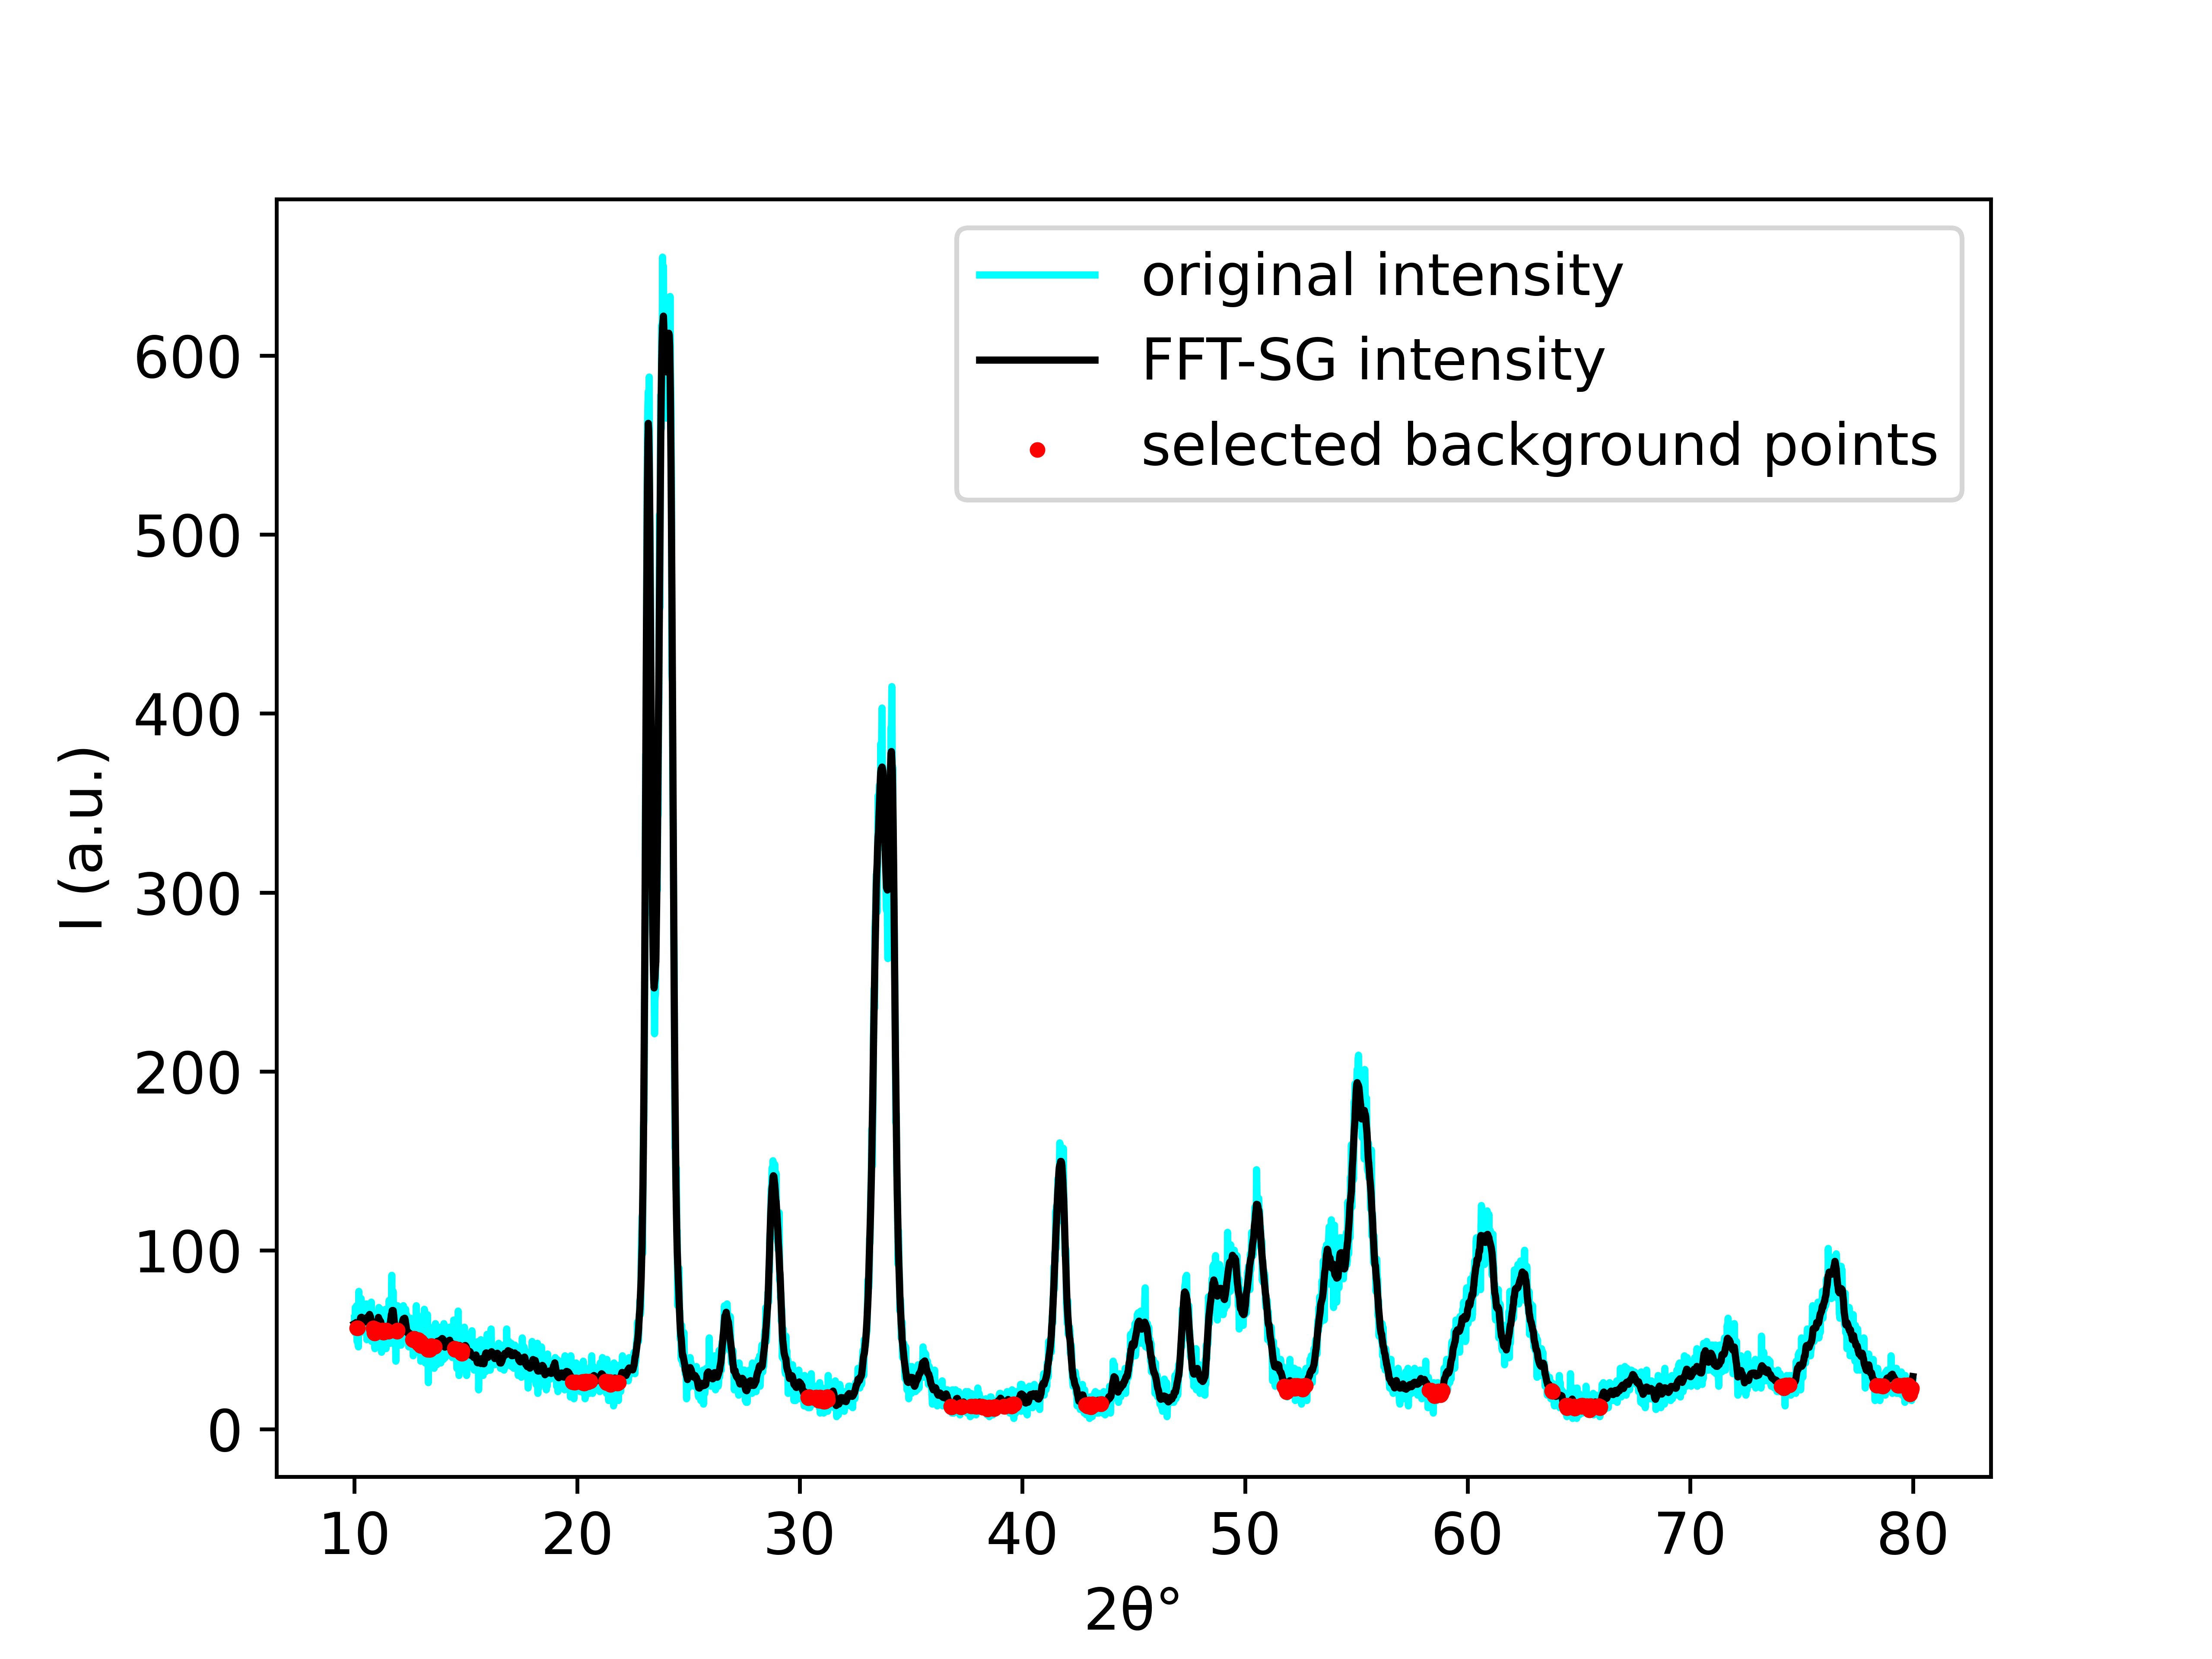 original intensity
FFT-SG intensity
selected background points
600
500
400
300
200
100
0
I (a.u.)
10 20 30 40 50 60 70 80
2θ°